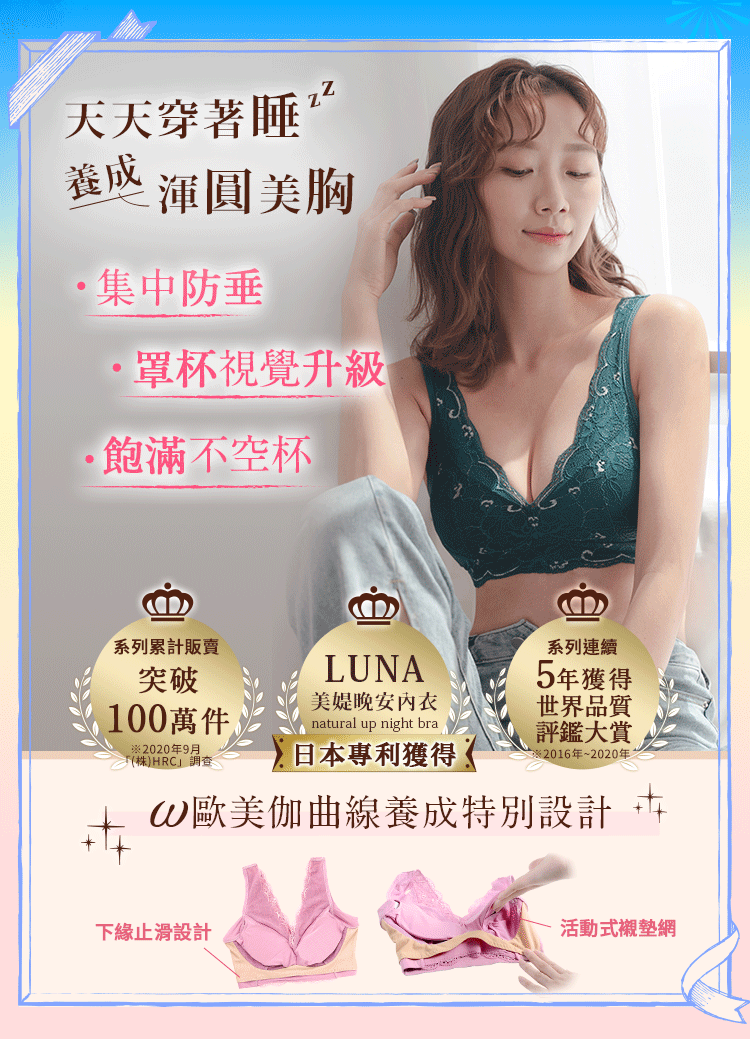 天天穿著睡zz
養成渾圓美胸
·集中防垂
·罩杯視覺升級
·飽滿不空杯
系列累計販賣
突破
100萬件
※2020年9月
「(株)HRC」調查
LUNA
美媞晚安內衣
natural up night bra
日本專利獲得
系列連續
5年獲得
世界品質
評鑑大賞
※2016年~2020年
ω歐美伽曲線養成特別設計
下緣止滑設計
活動式襯墊網